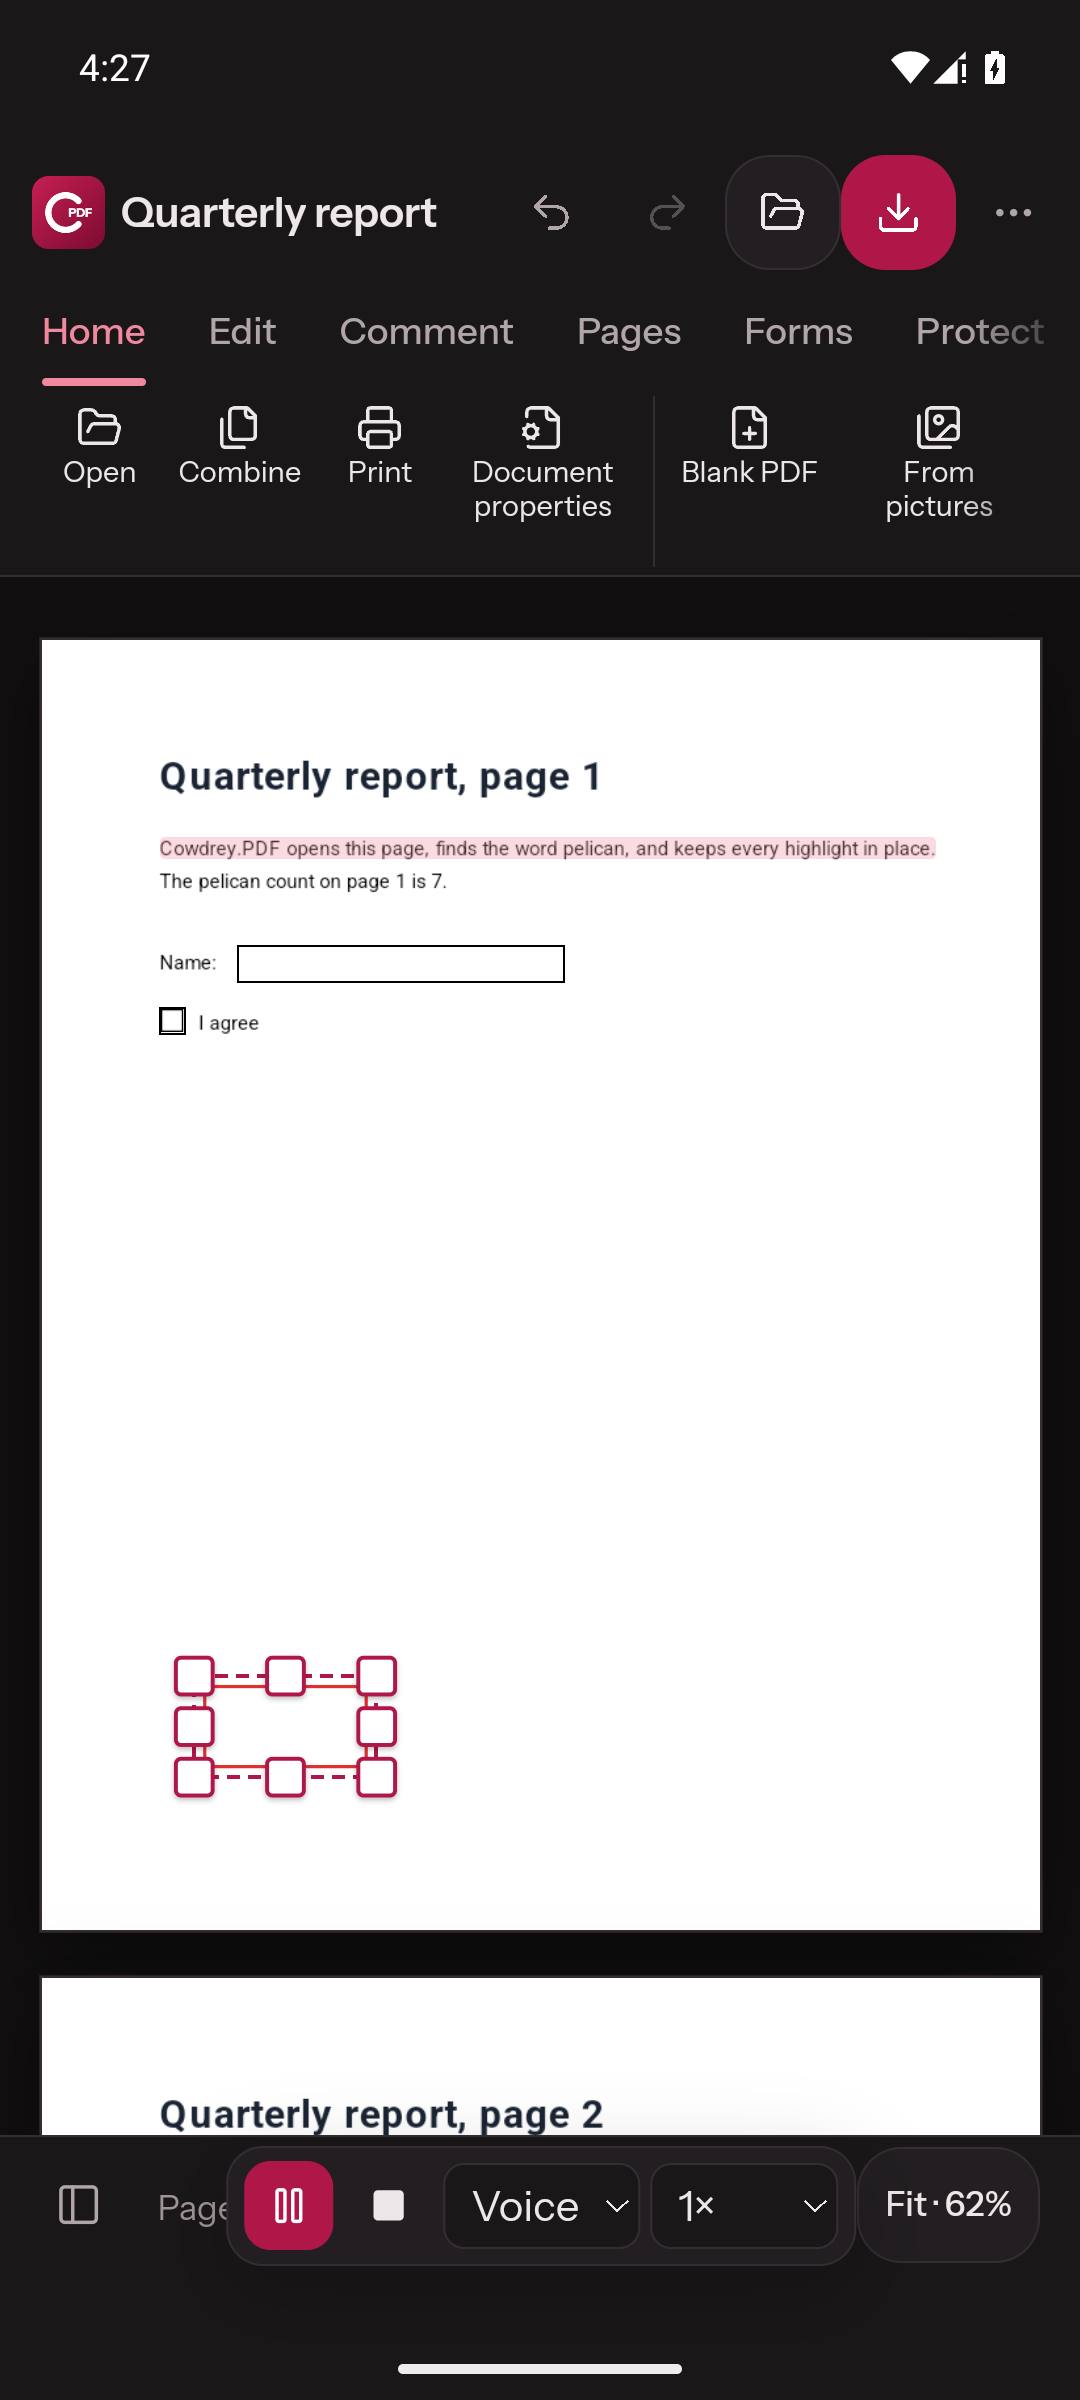 4:27
PDF
Quarterly report
Home Edit Comment Pages Forms Protect
Open Combine Print Document properties Blank PDF From pictures
Quarterly report, page 1
Cowdrey.PDF opens this page, finds the word pelican, and keeps every highlight in place.
The pelican count on page 1 is 7.
Name:
I agree
Quarterly report, page 2
Page Voice 1× Fit · 62%